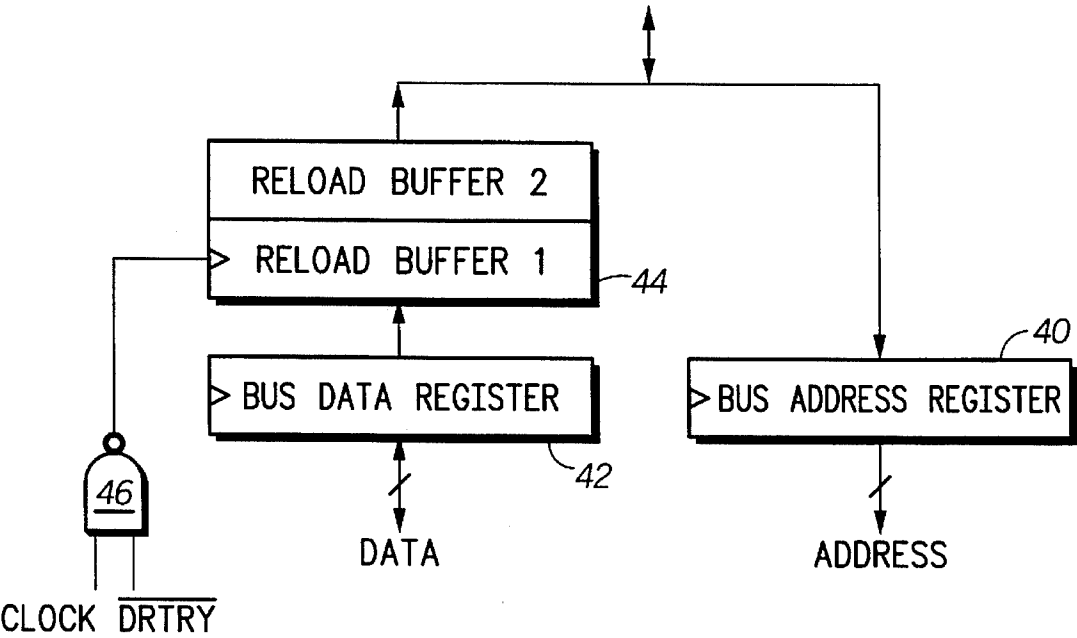 RELOAD BUFFER 2
RELOAD BUFFER 1
44
40
BUS DATA REGISTER
BUS ADDRESS REGISTER
42
46
DATA
ADDRESS
CLOCK DRTRY